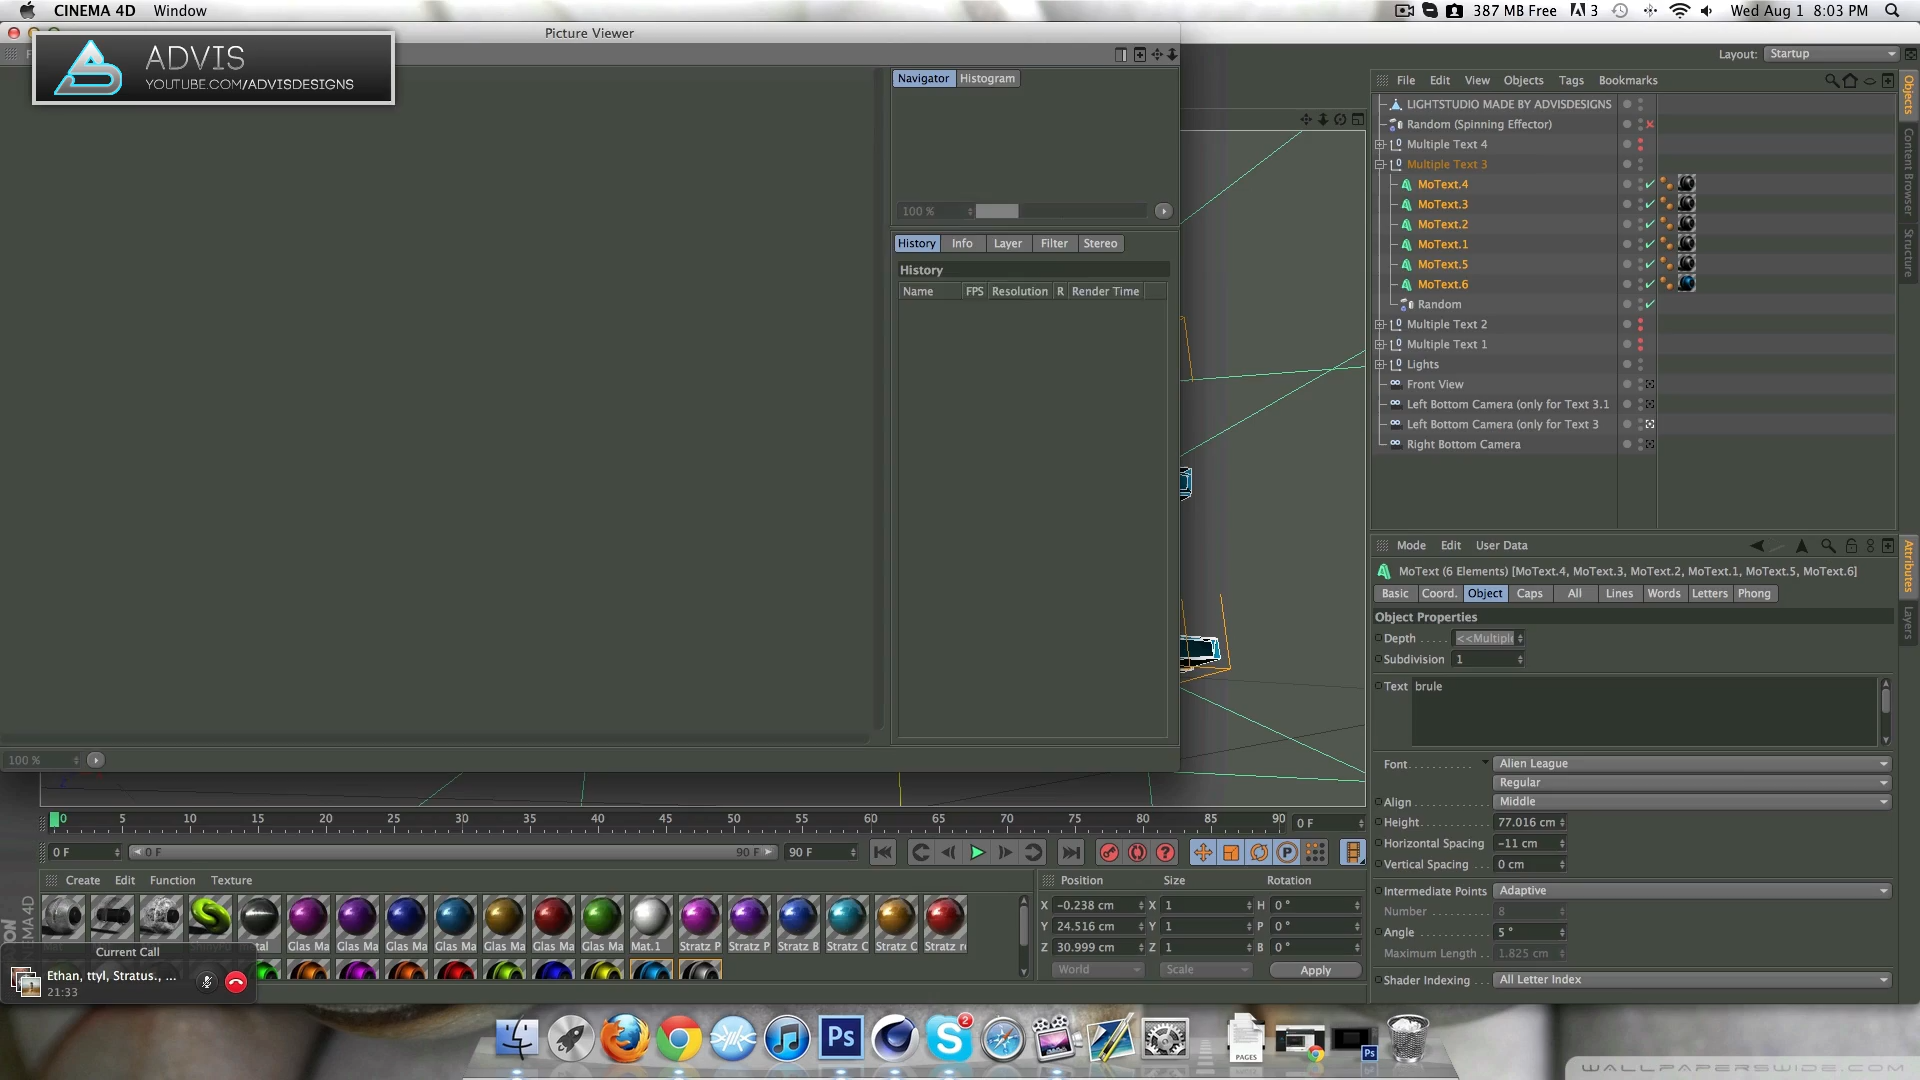 CINEMA 4D Window
387 MB Free 3 Wed Aug 1 8:03 PM
Picture Viewer
ADVIS
YOUTUBE.COM/ADVISDESIGNS
Layout: Startup
Navigator Histogram
100 %
History Info Layer Filter Stereo
History
Name FPS Resolution R Render Time
100 %
File Edit View Objects Tags Bookmarks
LIGHTSTUDIO MADE BY ADVISDESIGNS
Random (Spinning Effector)
Multiple Text 4
Multiple Text 3
MoText.4
MoText.3
MoText.2
MoText.1
MoText.5
MoText.6
Random
Multiple Text 2
Multiple Text 1
Lights
Front View
Left Bottom Camera (only for Text 3.1
Left Bottom Camera (only for Text 3
Right Bottom Camera
Objects
Content Browser
Structure
Mode Edit User Data
MoText (6 Elements) [MoText.4, MoText.3, MoText.2, MoText.1, MoText.5, MoText.6]
Basic Coord. Object Caps All Lines Words Letters Phong
Object Properties
Depth <<Multiple
Subdivision 1
Text brule
Font Alien League
Regular
Align Middle
Height 77.016 cm
Horizontal Spacing -11 cm
Vertical Spacing 0 cm
Intermediate Points Adaptive
Number 8
Angle 5 °
Maximum Length 1.825 cm
Shader Indexing All Letter Index
Attributes
Layers
0 5 10 15 20 25 30 35 40 45 50 55 60 65 70 75 80 85 90 0 F
0 F 0 F 90 F 90 F
Create Edit Function Texture
Glas Ma Glas Ma Glas Ma Glas Ma Glas Ma Glas Ma Glas Ma Mat.1 Stratz P Stratz P Stratz B Stratz C Stratz O Stratz re
Position Size Rotation
X -0.238 cm X 1 H 0 °
Y 24.516 cm Y 1 P 0 °
Z 30.999 cm Z 1 B 0 °
World Scale Apply
Current Call
Ethan, ttyl, Stratus., ...
21:33
Ps
2
PAGES
Ps
WALLPAPERSWIDE.COM